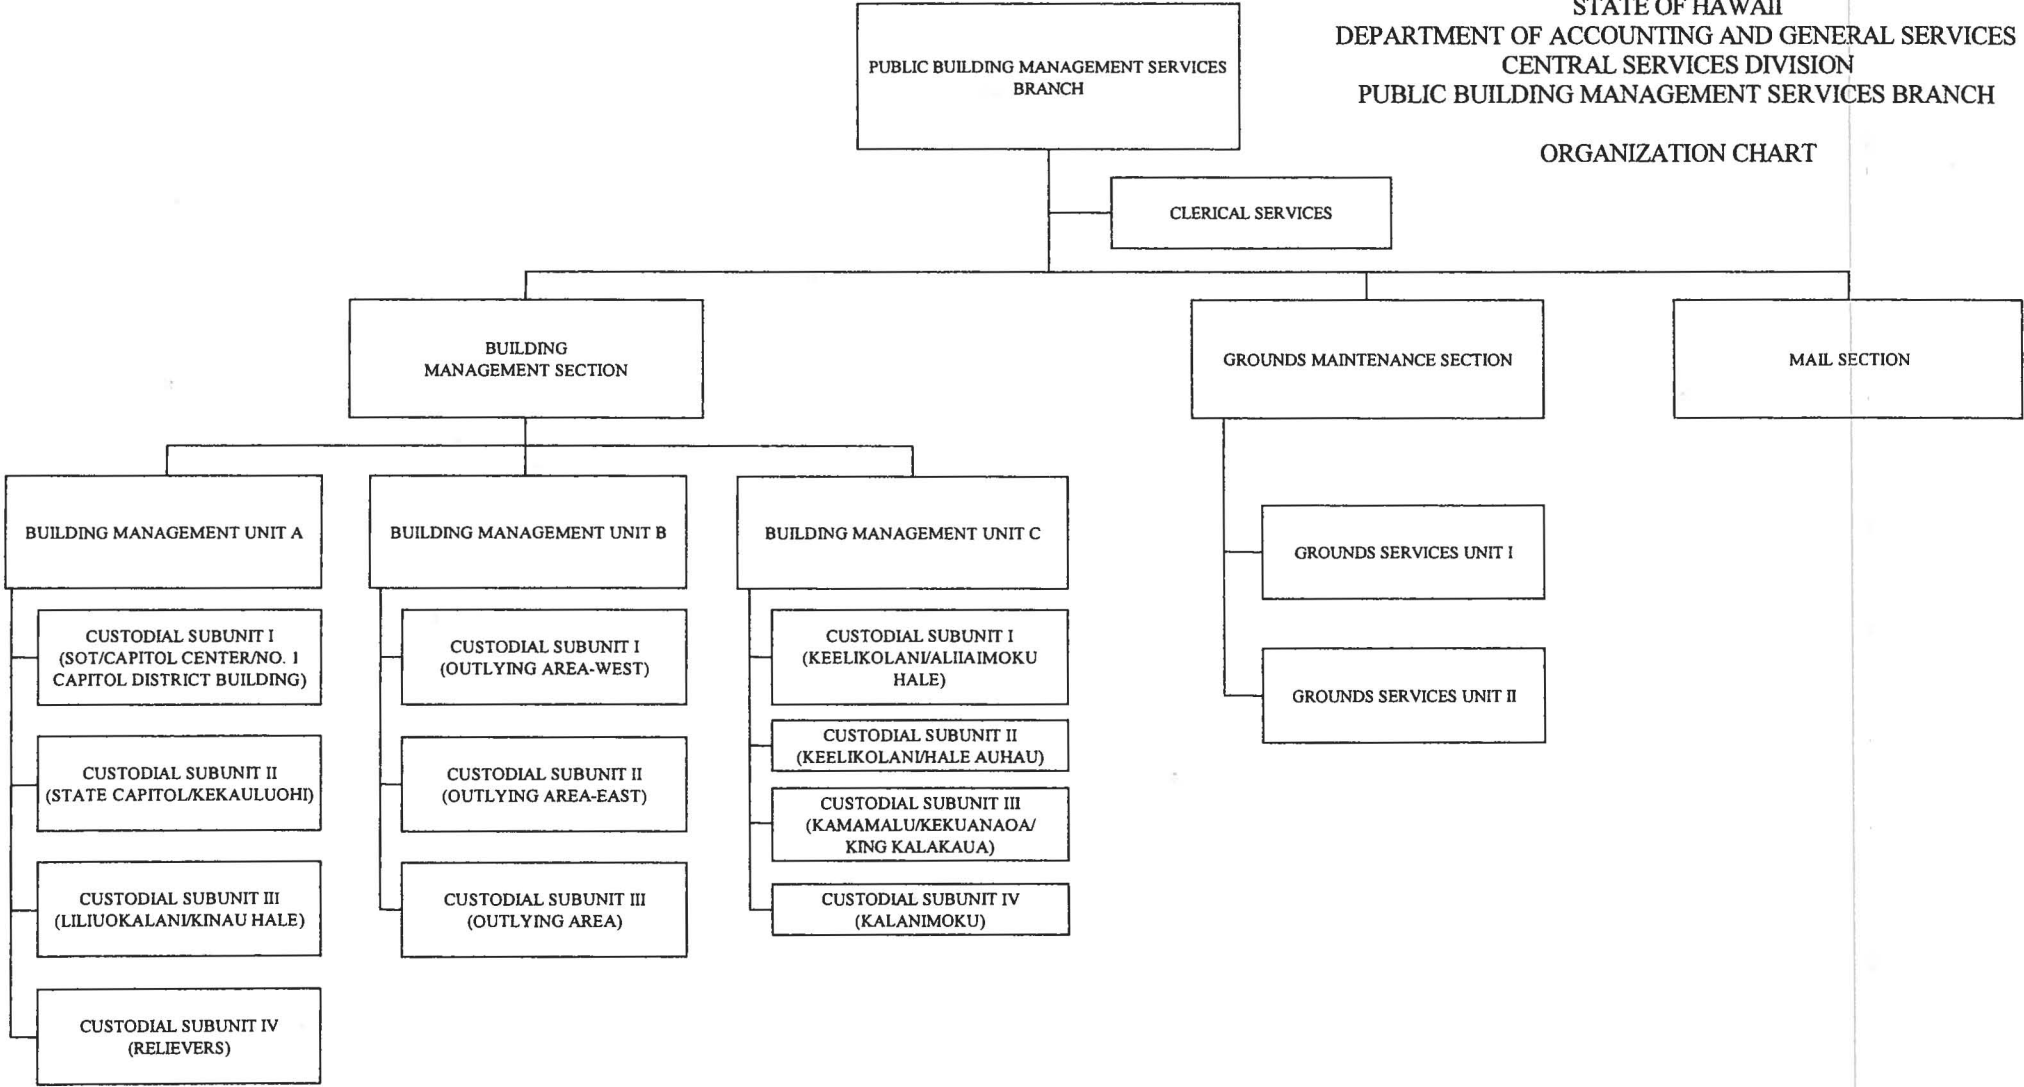 STATE OF HAWAII
DEPARTMENT OF ACCOUNTING AND GENERAL SERVICES
CENTRAL SERVICES DIVISION
PUBLIC BUILDING MANAGEMENT SERVICES BRANCH
ORGANIZATION CHART
PUBLIC BUILDING MANAGEMENT SERVICES
BRANCH
CLERICAL SERVICES
BUILDING
MANAGEMENT SECTION
GROUNDS MAINTENANCE SECTION
MAIL SECTION
BUILDING MANAGEMENT UNIT A
CUSTODIAL SUBUNIT I
(SOT/CAPITOL CENTER/NO. 1
CAPITOL DISTRICT BUILDING)
CUSTODIAL SUBUNIT II
(STATE CAPITOL/KEKAULUOHI)
CUSTODIAL SUBUNIT III
(LILIUOKALANI/KINAU HALE)
CUSTODIAL SUBUNIT IV
(RELIEVERS)
BUILDING MANAGEMENT UNIT B
CUSTODIAL SUBUNIT I
(OUTLYING AREA-WEST)
CUSTODIAL SUBUNIT II
(OUTLYING AREA-EAST)
CUSTODIAL SUBUNIT III
(OUTLYING AREA)
BUILDING MANAGEMENT UNIT C
CUSTODIAL SUBUNIT I
(KEELIKOLANI/ALIIAIMOKU
HALE)
CUSTODIAL SUBUNIT II
(KEELIKOLANI/HALE AUHAU)
CUSTODIAL SUBUNIT III
(KAMAMALU/KEKUANAOA/
KING KALAKAUA)
CUSTODIAL SUBUNIT IV
(KALANIMOKU)
GROUNDS SERVICES UNIT I
GROUNDS SERVICES UNIT II